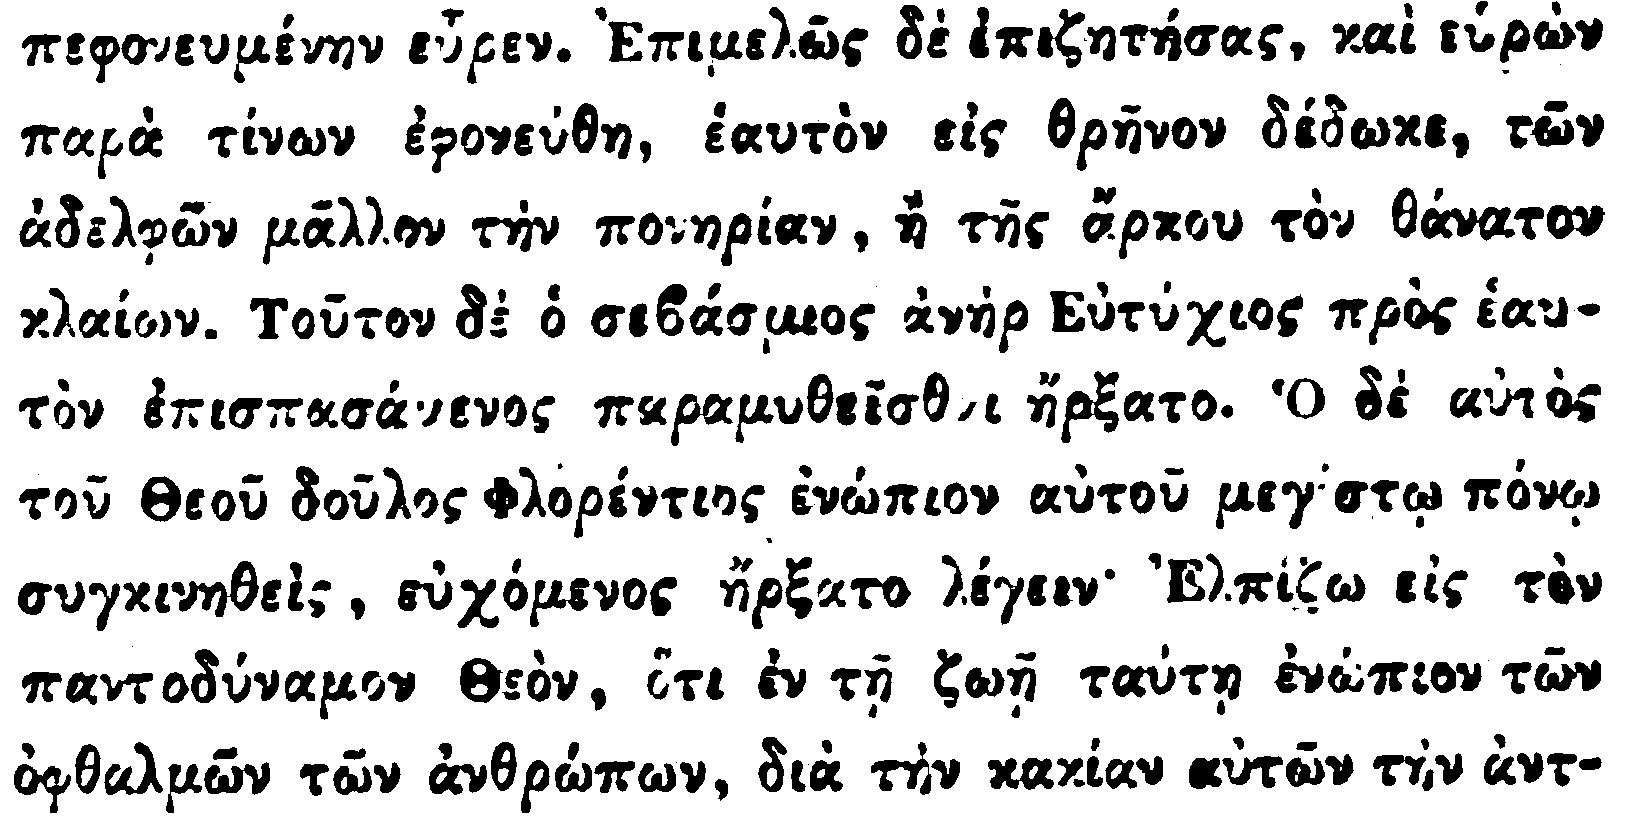 πεφονευμένην εὗρεν. Ἐπιμελῶς δὲ ἐπιζητήσας, καὶ εὑρὼν
παρὰ τίνων ἐφονεύθη, ἑαυτὸν εἰς θρῆνον δέδωκε, τῶν
ἀδελφῶν μᾶλλον τὴν πονηρίαν, ἢ τῆς ἄρκου τὸν θάνατον
κλαίων. Τοῦτον δὲ ὁ σεβάσμιος ἀνὴρ Εὐτύχιος πρὸς ἑαυ-
τὸν ἐπισπασάμενος παραμυθεῖσθαι ἤρξατο. Ὁ δὲ αὐτὸς
τοῦ Θεοῦ δοῦλος Φλορέντιος ἐνώπιον αὐτοῦ μεγίστῳ πόνῳ
συγκινηθεὶς, εὐχόμενος ἤρξατο λέγειν· Ἐλπίζω εἰς τὸν
παντοδύναμον Θεὸν, ὅτι ἐν τῇ ζωῇ ταύτῃ ἐνώπιον τῶν
ὀφθαλμῶν τῶν ἀνθρώπων, διὰ τὴν κακίαν αὐτῶν τὴν ἀντ-